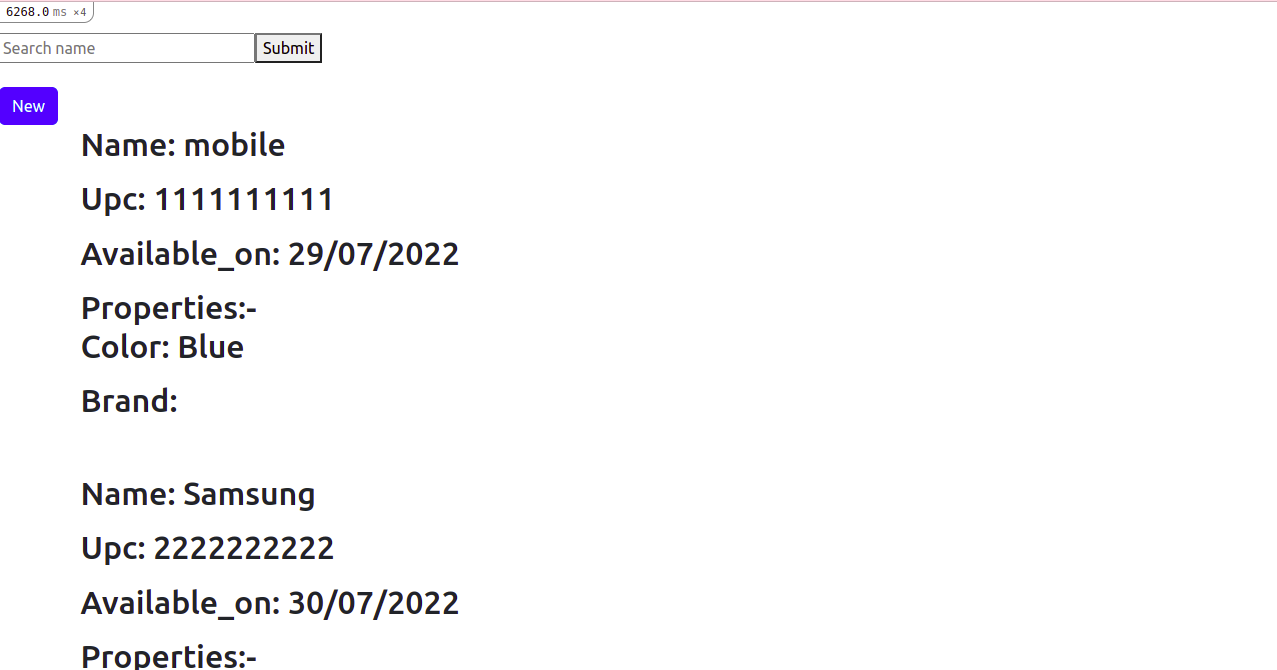 6268.0 ms ×4
Search name Submit
New
Name: mobile
Upc: 1111111111
Available_on: 29/07/2022
Properties:-
Color: Blue
Brand:
Name: Samsung
Upc: 2222222222
Available_on: 30/07/2022
Properties:-